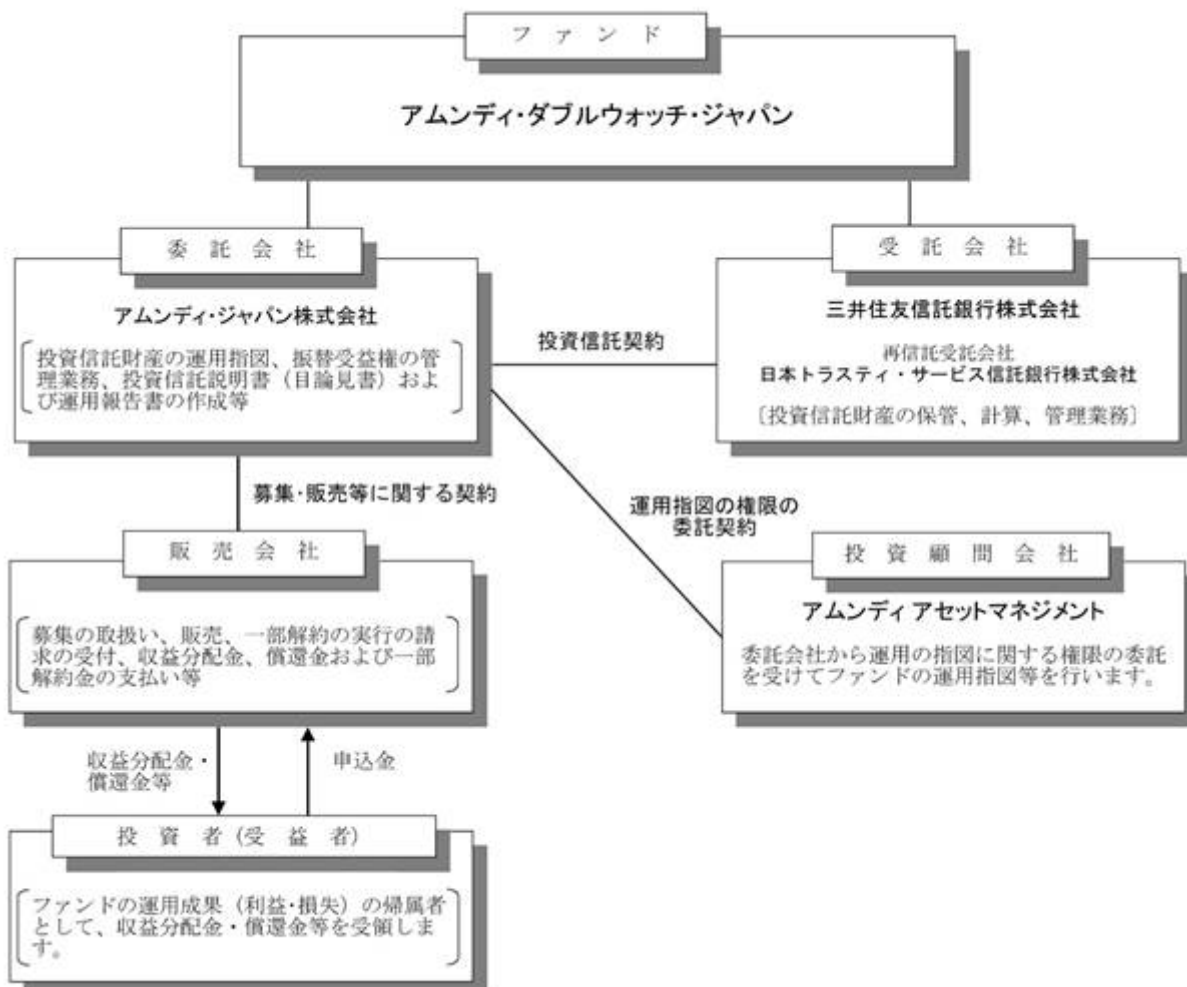 ファンド
アムンディ・ダブルウォッチ・ジャパン
委託会社
アムンディ・ジャパン株式会社
投資信託財産の運用指図、振替受益権の管
理業務、投資信託説明書（目論見書）およ
び運用報告書の作成等
投資信託契約
受託会社
三井住友信託銀行株式会社
再信託受託会社
日本トラスティ・サービス信託銀行株式会社
〔投資信託財産の保管、計算、管理業務〕
募集・販売等に関する契約
運用指図の権限の
委託契約
販売会社
募集の取扱い、販売、一部解約の実行の請
求の受付、収益分配金、償還金および一部
解約金の支払い等
投資顧問会社
アムンディ アセットマネジメント
委託会社から運用の指図に関する権限の委託
を受けてファンドの運用指図等を行います。
収益分配金・
償還金等
申込金
投資者(受益者)
ファンドの運用成果（利益・損失）の帰属者
として、収益分配金・償還金等を受領しま
す。